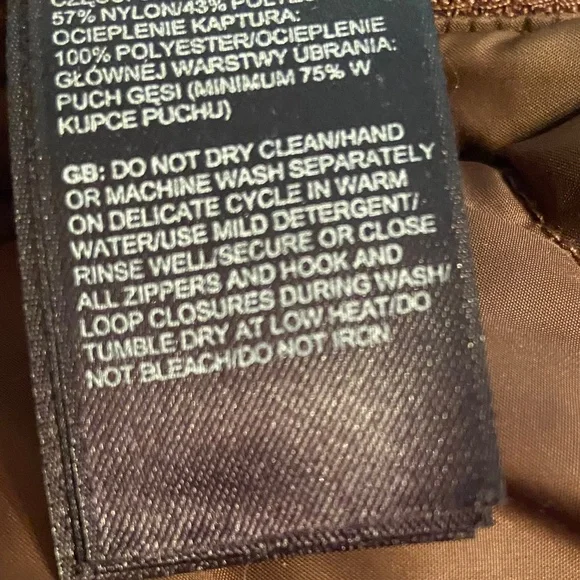 57% NYLON/43%
OCIEPLENIE KAPTURA:
100% POLYESTER/OCIEPLENIE
GŁÓWNEJ WARSTWY UBRANIA:
PUCH GĘSI (MINIMUM 75% W
KUPCE PUCHU)
GB: DO NOT DRY CLEAN/HAND
OR MACHINE WASH SEPARATELY
ON DELICATE CYCLE IN WARM
WATER/USE MILD DETERGENT/
RINSE WELL/SECURE OR CLOSE
ALL ZIPPERS AND HOOK AND
LOOP CLOSURES DURING WASH/
TUMBLE DRY AT LOW HEAT/DO
NOT BLEACH/DO NOT IRON